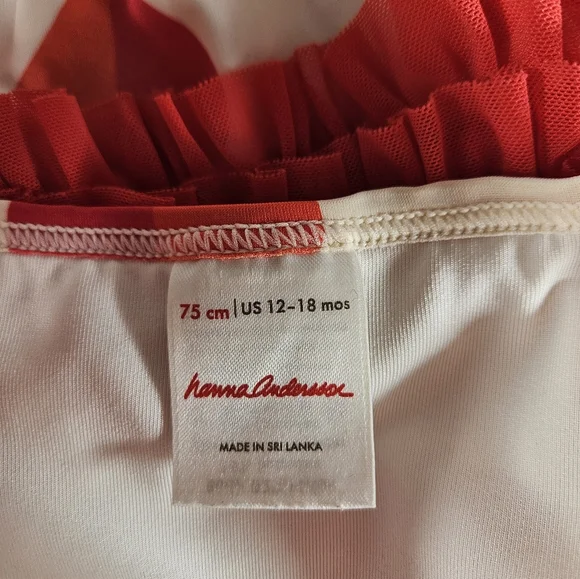 75 cm | US 12-18 mos
hanna andersson
MADE IN SRI LANKA